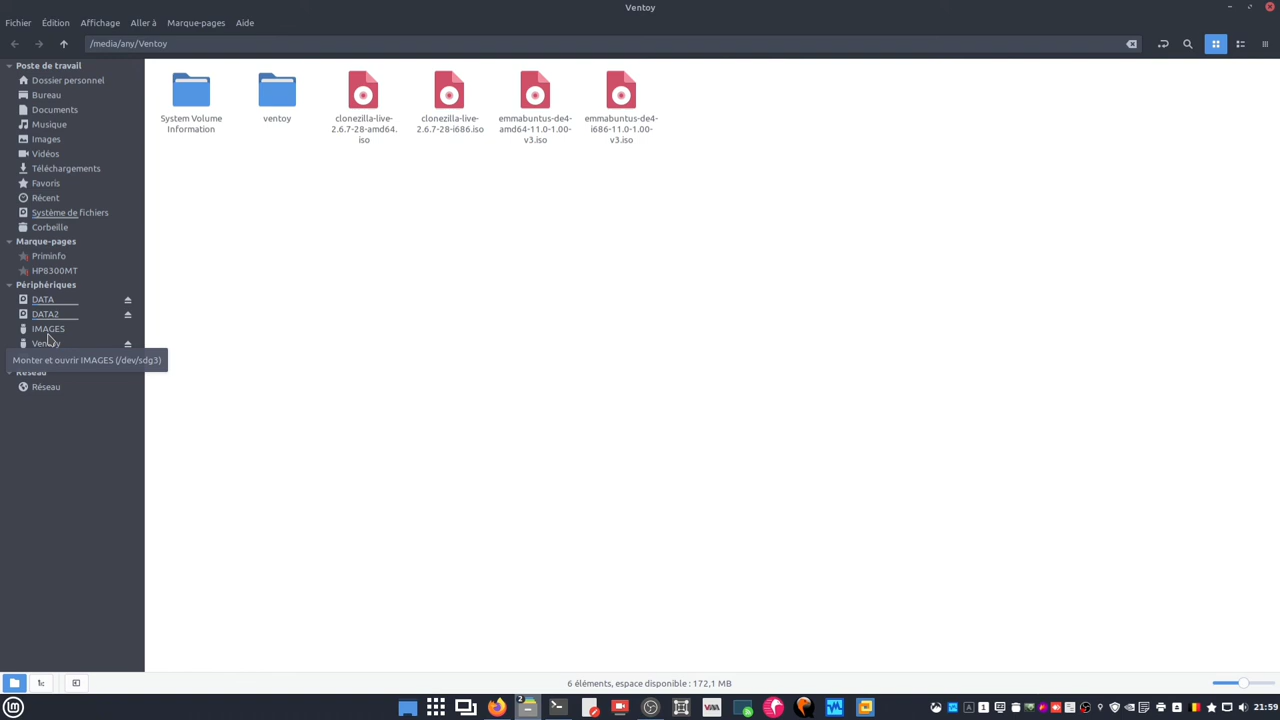 Ventoy
Fichier Édition Affichage Aller à Marque-pages Aide
/media/any/Ventoy
Poste de travail
Dossier personnel
Bureau
Documents
Musique
Images
Vidéos
Téléchargements
Favoris
Récent
Système de fichiers
Corbeille
Marque-pages
Priminfo
HP8300MT
Périphériques
DATA
DATA2
IMAGES
Ventoy
Monter et ouvrir IMAGES (/dev/sdg3)
Réseau
Réseau
System Volume
Information
ventoy
clonezilla-live-
2.6.7-28-amd64.
iso
clonezilla-live-
2.6.7-28-i686.iso
emmabuntus-de4-
amd64-11.0-1.00-
v3.iso
emmabuntus-de4-
i686-11.0-1.00-
v3.iso
6 éléments, espace disponible : 172,1 MB
2
1
21:59